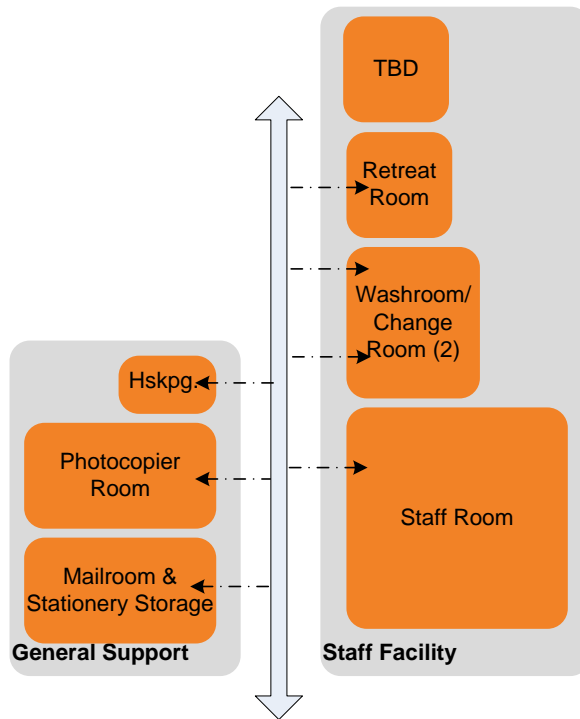 TBD
Retreat
Room
Washroom/
Change
Room (2)
Hskpg.
Photocopier
Room
Staff Room
Mailroom &
Stationery Storage
General Support
Staff Facility